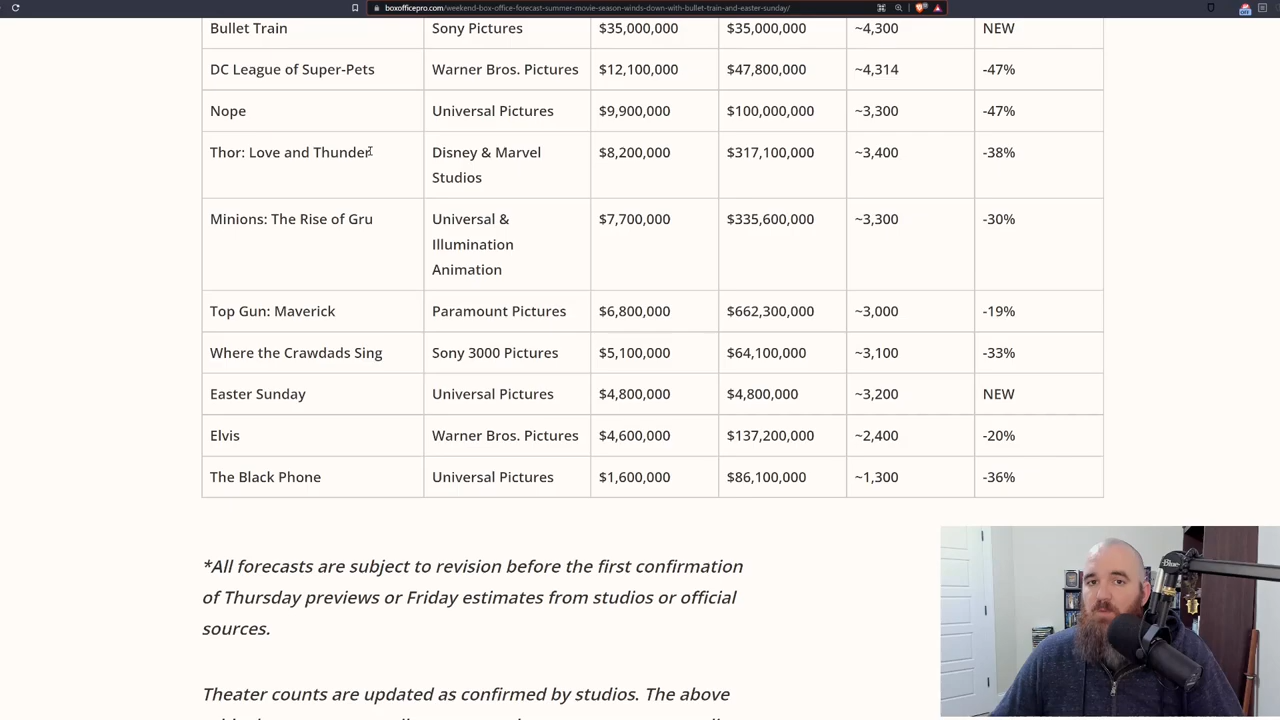 boxofficepro.com/weekend-box-office-forecast-summer-movie-season-winds-down-with-bullet-train-and-easter-sunday/
Bullet Train Sony Pictures $35,000,000 $35,000,000 ~4,300 NEW
DC League of Super-Pets Warner Bros. Pictures $12,100,000 $47,800,000 ~4,314 -47%
Nope Universal Pictures $9,900,000 $100,000,000 ~3,300 -47%
Thor: Love and Thunder Disney & Marvel $8,200,000 $317,100,000 ~3,400 -38%
Studios
Minions: The Rise of Gru Universal & $7,700,000 $335,600,000 ~3,300 -30%
Illumination
Animation
Top Gun: Maverick Paramount Pictures $6,800,000 $662,300,000 ~3,000 -19%
Where the Crawdads Sing Sony 3000 Pictures $5,100,000 $64,100,000 ~3,100 -33%
Easter Sunday Universal Pictures $4,800,000 $4,800,000 ~3,200 NEW
Elvis Warner Bros. Pictures $4,600,000 $137,200,000 ~2,400 -20%
The Black Phone Universal Pictures $1,600,000 $86,100,000 ~1,300 -36%
*All forecasts are subject to revision before the first confirmation
of Thursday previews or Friday estimates from studios or official
sources.
Theater counts are updated as confirmed by studios. The above
Blue